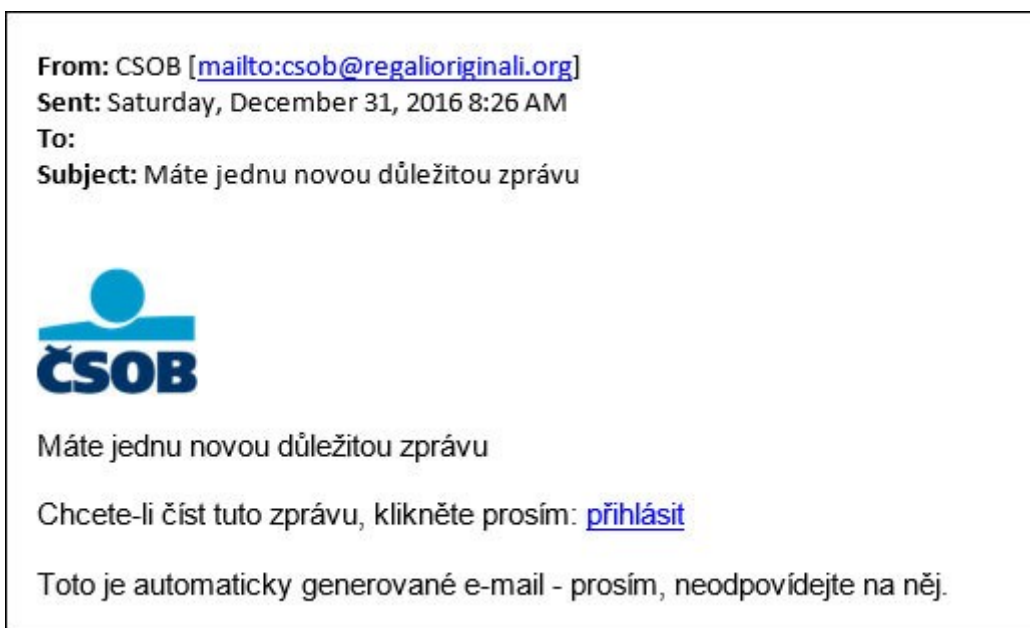 From: CSOB [mailto:csob@regalioriginali.org]
Sent: Saturday, December 31, 2016 8:26 AM
To:
Subject: Máte jednu novou důležitou zprávu
ČSOB
Máte jednu novou důležitou zprávu
Chcete-li číst tuto zprávu, klikněte prosím: přihlásit
Toto je automaticky generované e-mail - prosím, neodpovídejte na něj.